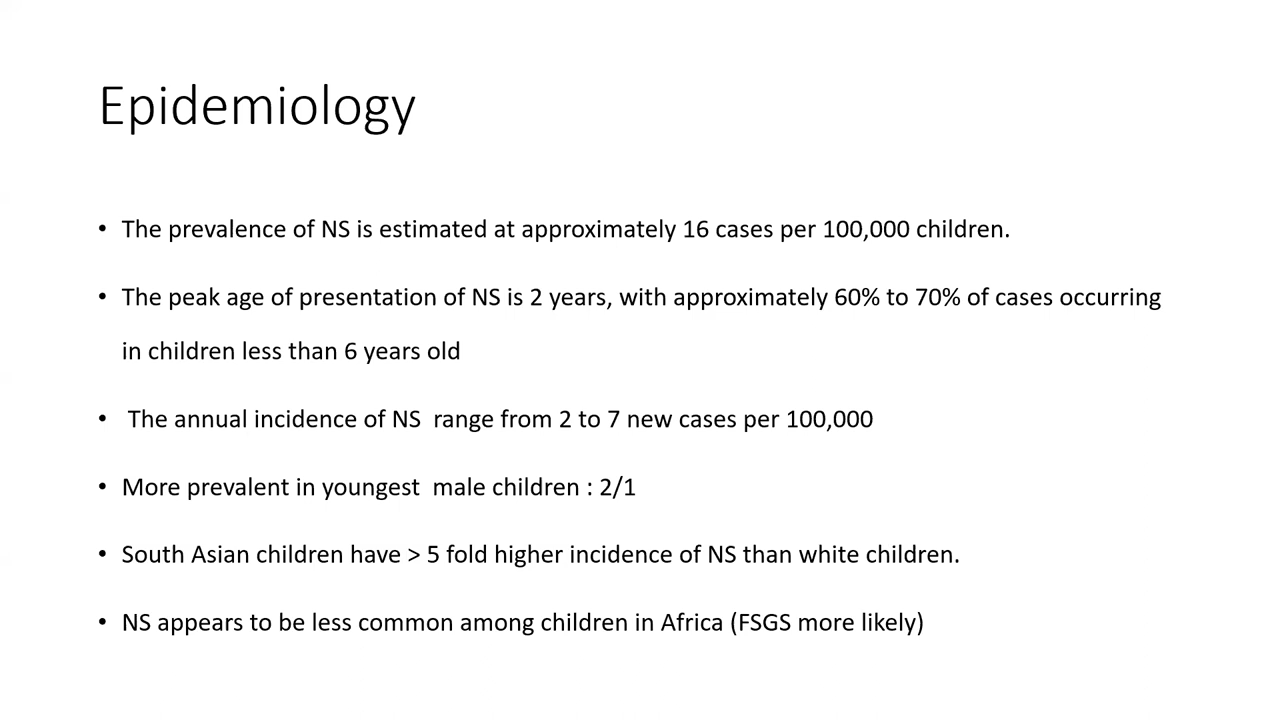 Epidemiology
• The prevalence of NS is estimated at approximately 16 cases per 100,000 children.
• The peak age of presentation of NS is 2 years, with approximately 60% to 70% of cases occurring
in children less than 6 years old
• The annual incidence of NS  range from 2 to 7 new cases per 100,000
• More prevalent in youngest  male children : 2/1
• South Asian children have > 5 fold higher incidence of NS than white children.
• NS appears to be less common among children in Africa (FSGS more likely)